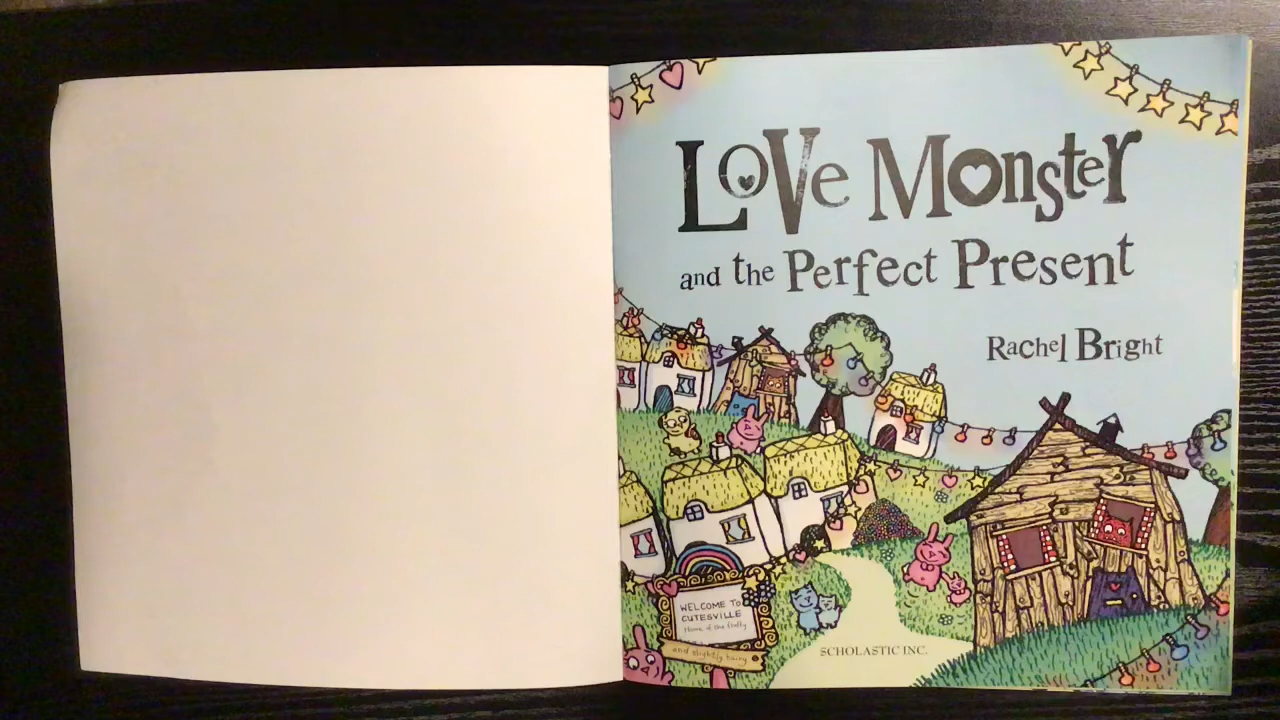 Love Monster
and the Perfect Present
Rachel Bright
WELCOME TO
CUTESVILLE
Home of the fluffy
and slightly hairy
SCHOLASTIC INC.